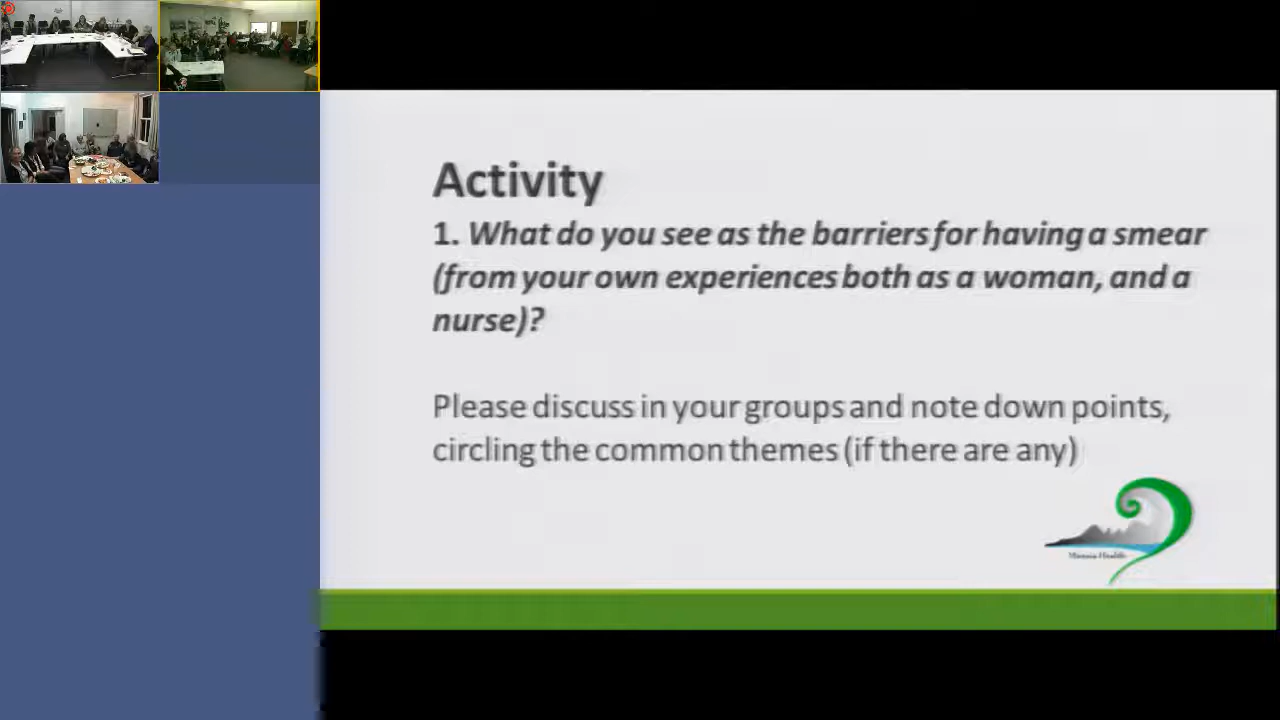 Activity
1. What do you see as the barriers for having a smear
(from your own experiences both as a woman, and a
nurse)?
Please discuss in your groups and note down points,
circling the common themes (if there are any)
Manaia Health